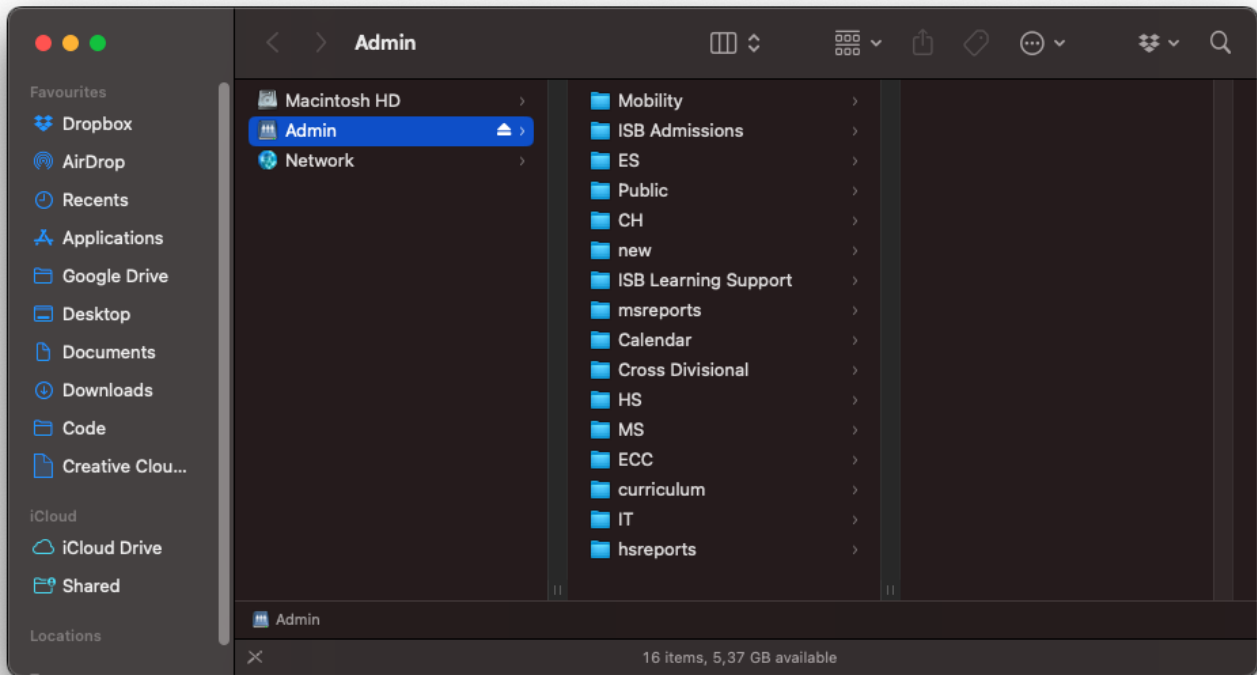 Admin
Favourites
Dropbox
AirDrop
Recents
Applications
Google Drive
Desktop
Documents
Downloads
Code
Creative Clou...
iCloud
iCloud Drive
Shared
Locations
Macintosh HD
Admin
Network
Mobility
ISB Admissions
ES
Public
CH
new
ISB Learning Support
msreports
Calendar
Cross Divisional
HS
MS
ECC
curriculum
IT
hsreports
Admin
16 items, 5,37 GB available